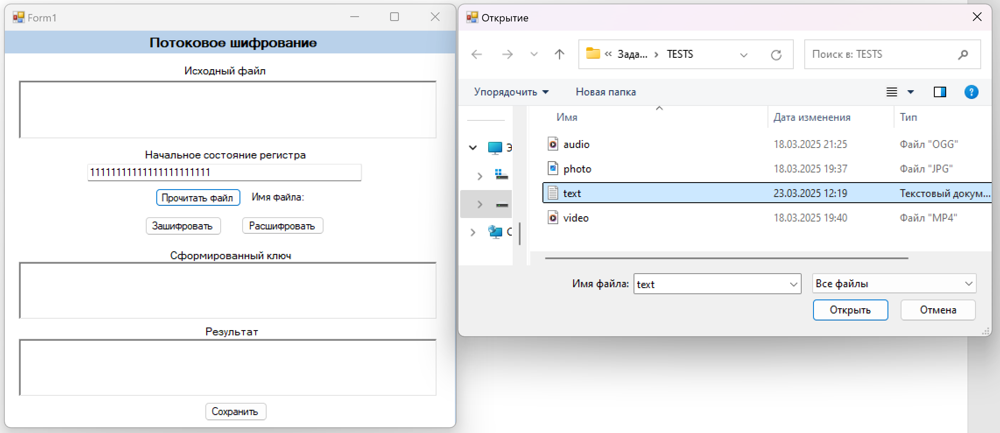 Form1
Потоковое шифрование
Исходный файл
Начальное состояние регистра
11111111111111111111111
Прочитать файл
Имя файла:
Зашифровать
Расшифровать
Сформированный ключ
Результат
Сохранить
Открытие
« Зада... › TESTS
Поиск в: TESTS
Упорядочить
Новая папка
Имя
Дата изменения
Тип
Э
С
audio 18.03.2025 21:25 Файл "OGG"
photo 18.03.2025 19:37 Файл "JPG"
text 23.03.2025 12:19 Текстовый докум...
video 18.03.2025 19:40 Файл "MP4"
Имя файла: text
Все файлы
Открыть
Отмена